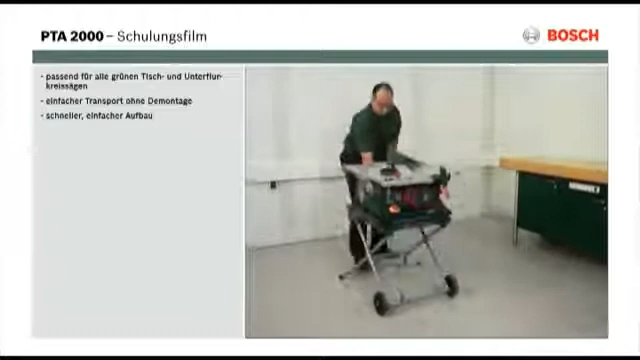 PTA 2000 – Schulungsfilm
BOSCH
- passend für alle grünen Tisch- und Unterflur-
kreissägen
- einfacher Transport ohne Demontage
- schneller, einfacher Aufbau